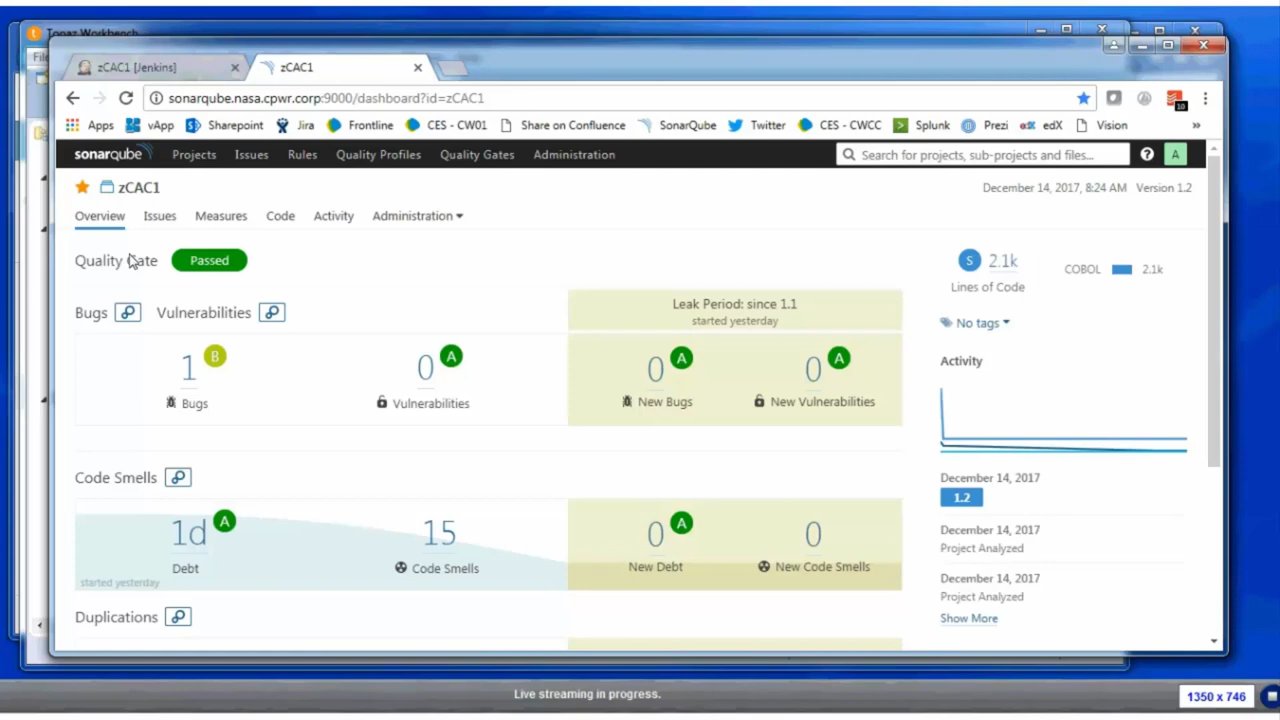 Topaz Workbench
File
zCAC1 [Jenkins]
zCAC1
sonarqube.nasa.cpwr.corp:9000/dashboard?id=zCAC1
10
Apps vApp Sharepoint Jira Frontline CES - CW01 Share on Confluence SonarQube Twitter CES - CWCC Splunk Prezi edX Vision »
sonarqube Projects Issues Rules Quality Profiles Quality Gates Administration Search for projects, sub-projects and files... ? A
zCAC1
December 14, 2017, 8:24 AM Version 1.2
Overview Issues Measures Code Activity Administration
Quality Gate Passed
S 2.1k
Lines of Code
COBOL 2.1k
Bugs Vulnerabilities
Leak Period: since 1.1
started yesterday
No tags
1 B
Bugs
0 A
Vulnerabilities
0 A
New Bugs
0 A
New Vulnerabilities
Activity
Code Smells
1d A
Debt
started yesterday
15
Code Smells
0 A
New Debt
0
New Code Smells
December 14, 2017
1.2
December 14, 2017
Project Analyzed
December 14, 2017
Project Analyzed
Show More
Duplications
Live streaming in progress.
1350 x 746